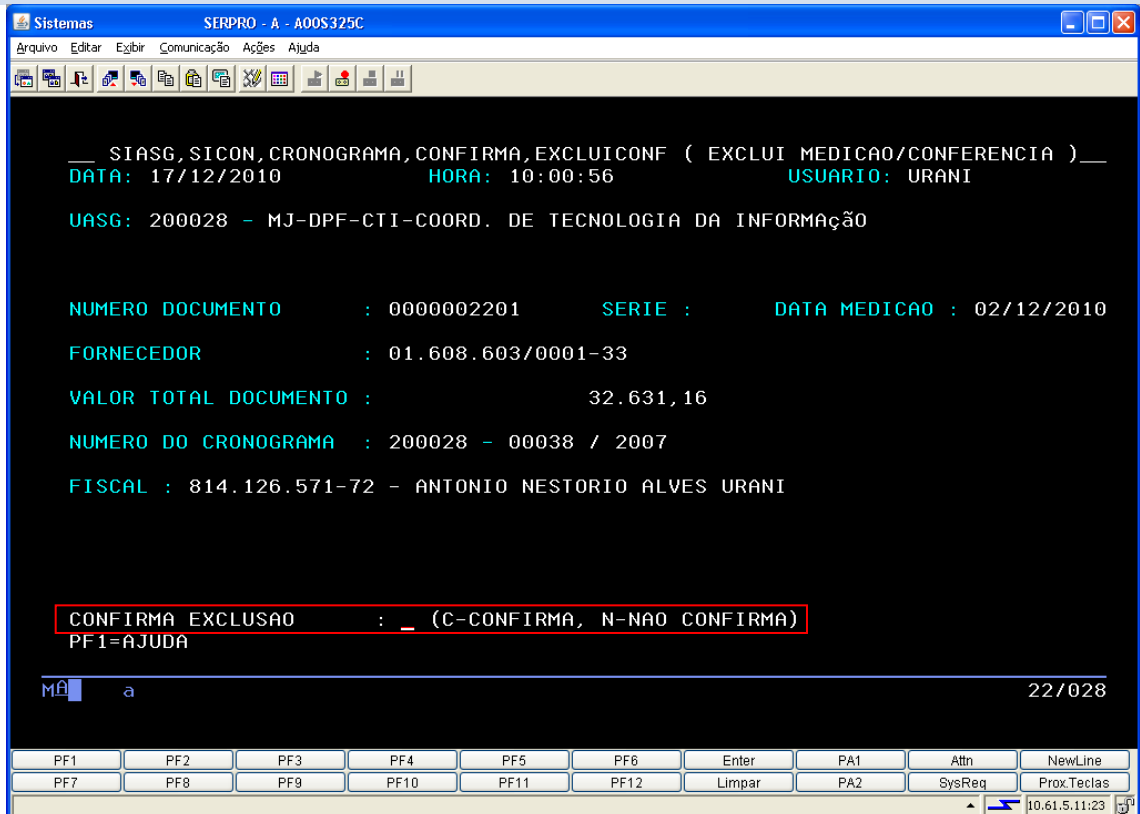 Sistemas SERPRO - A - A00S325C
Arquivo Editar Exibir Comunicação Ações Ajuda
__ SIASG,SICON,CRONOGRAMA,CONFIRMA,EXCLUICONF ( EXCLUI MEDICAO/CONFERENCIA )__
DATA: 17/12/2010 HORA: 10:00:56 USUARIO: URANI
UASG: 200028 - MJ-DPF-CTI-COORD. DE TECNOLOGIA DA INFORMAçãO
NUMERO DOCUMENTO : 0000002201 SERIE : DATA MEDICAO : 02/12/2010
FORNECEDOR : 01.608.603/0001-33
VALOR TOTAL DOCUMENTO : 32.631,16
NUMERO DO CRONOGRAMA : 200028 - 00038 / 2007
FISCAL : 814.126.571-72 - ANTONIO NESTORIO ALVES URANI
CONFIRMA EXCLUSAO : _ (C-CONFIRMA, N-NAO CONFIRMA)
PF1=AJUDA
MA a 22/028
PF1 PF2 PF3 PF4 PF5 PF6 Enter PA1 Attn NewLine
PF7 PF8 PF9 PF10 PF11 PF12 Limpar PA2 SysReq Prox.Teclas
10.61.5.11:23